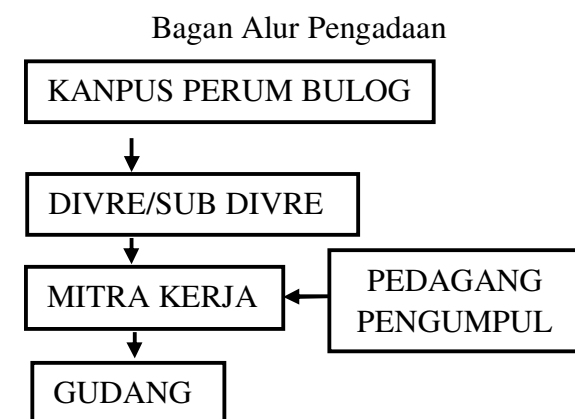 Bagan Alur Pengadaan
KANPUS PERUM BULOG
DIVRE/SUB DIVRE
MITRA KERJA
PEDAGANG
PENGUMPUL
GUDANG